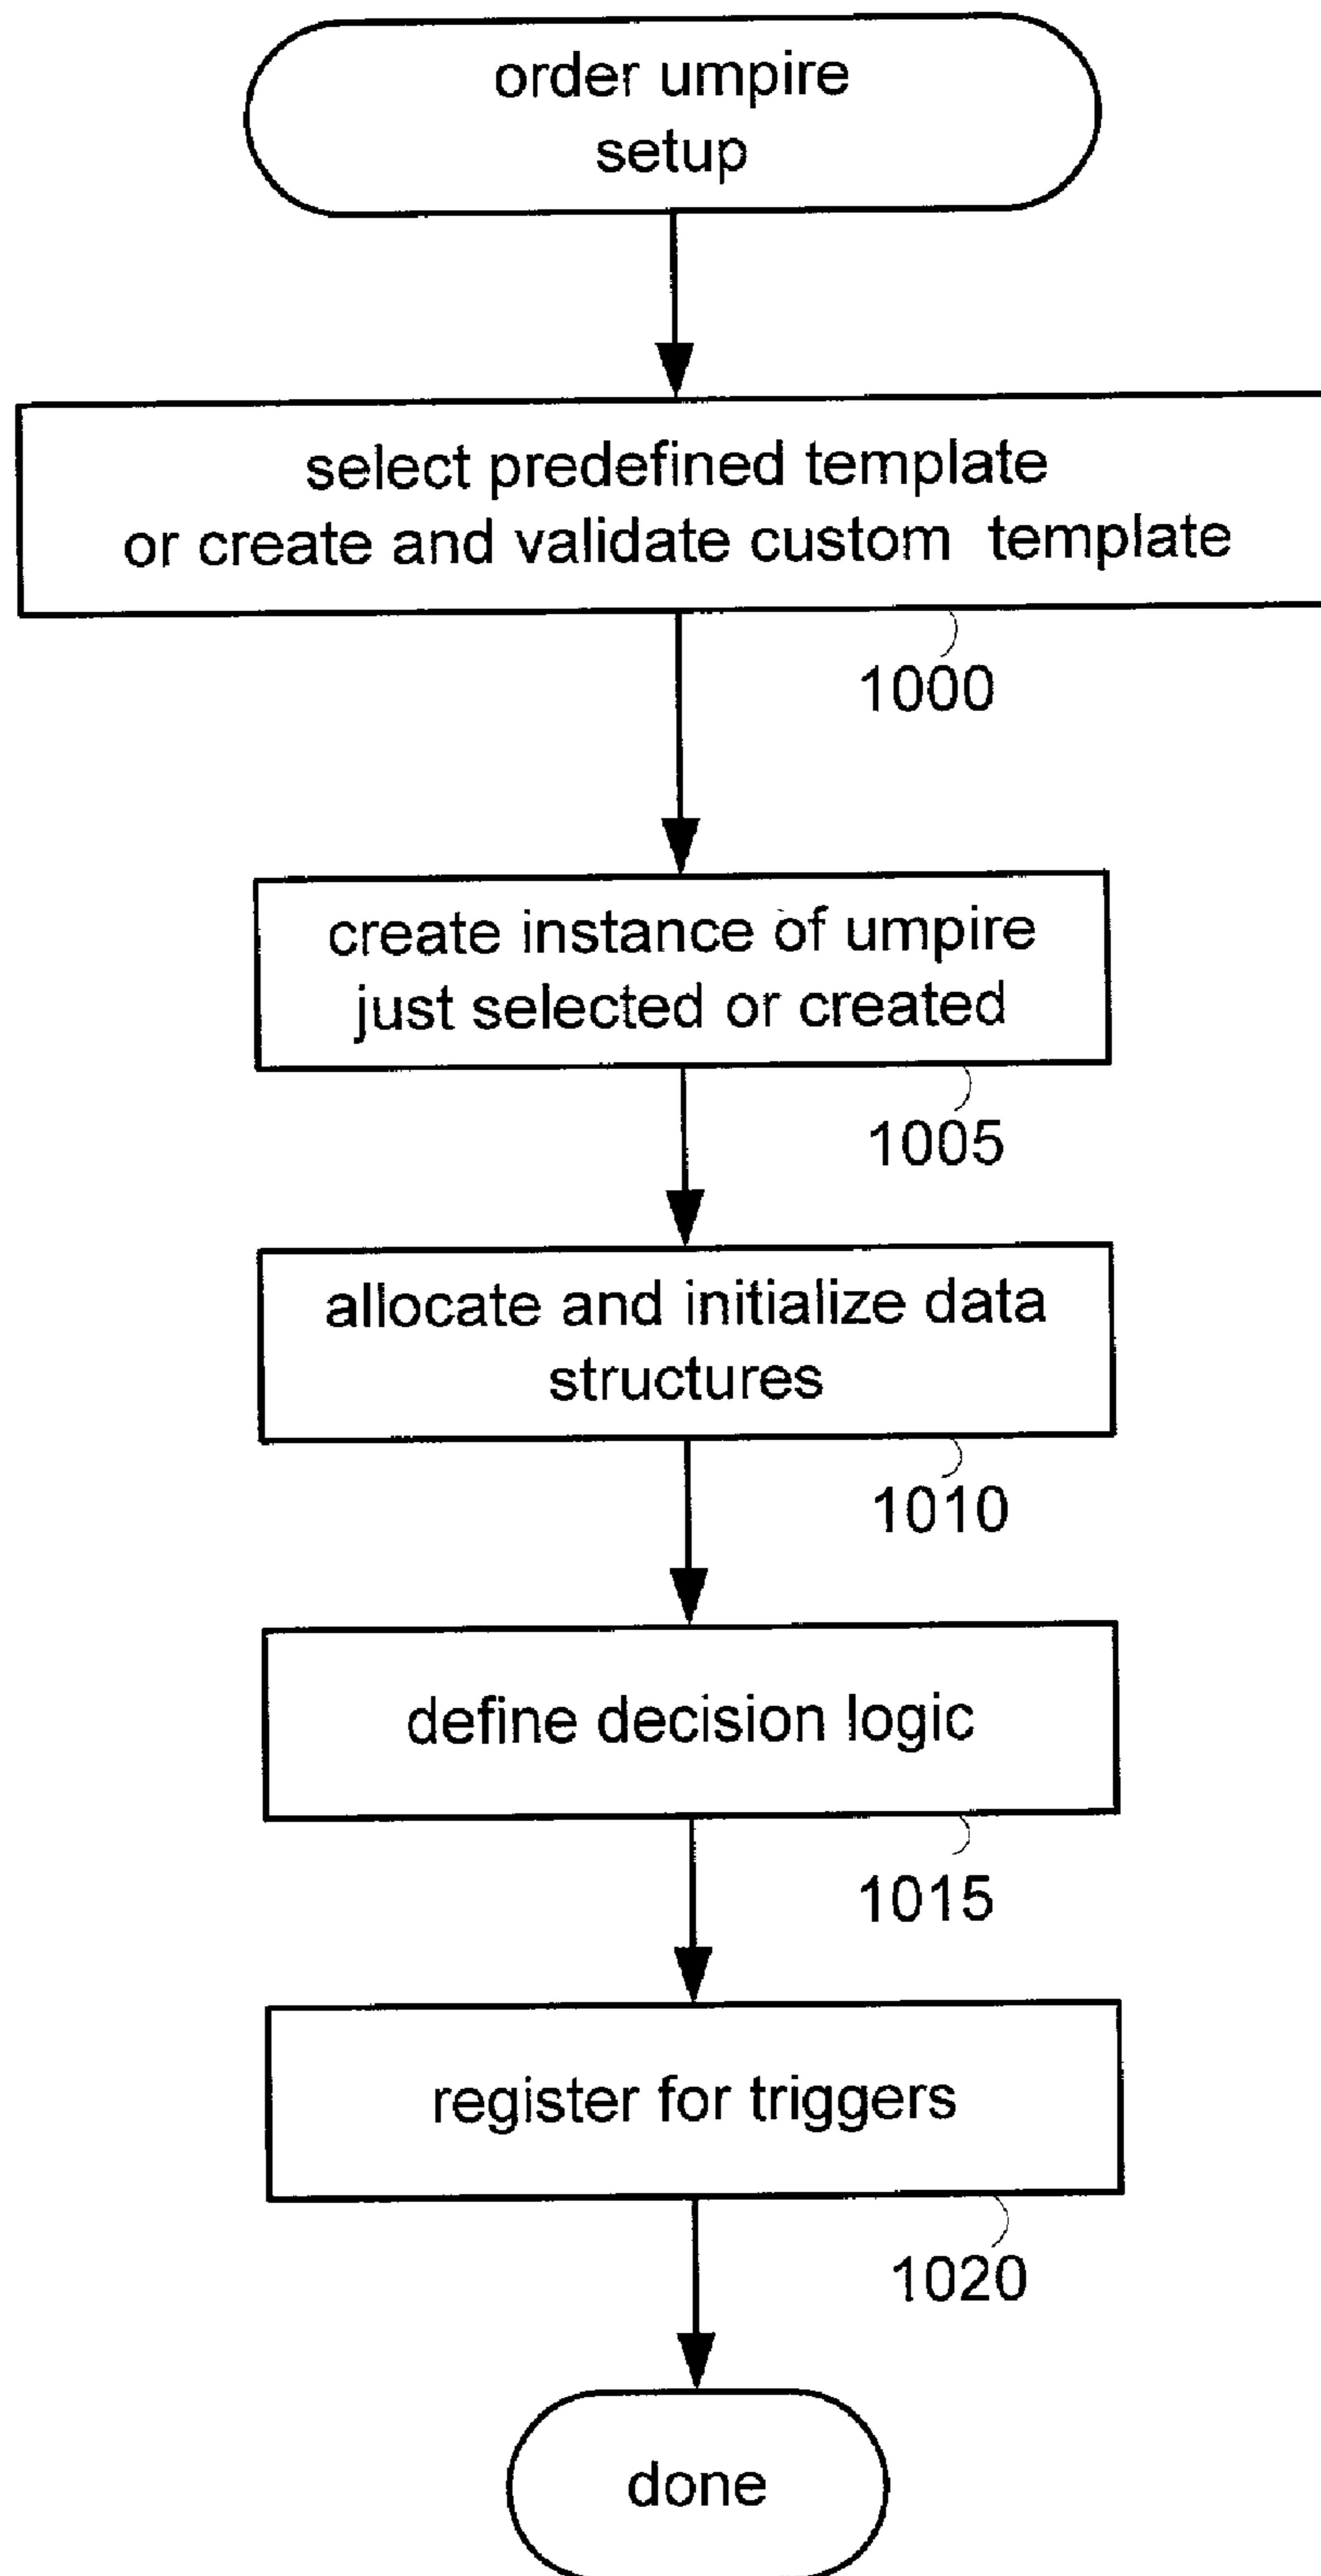 order umpire
setup
select predefined template
or create and validate custom template
1000
create instance of umpire
just selected or created
1005
allocate and initialize data
structures
1010
define decision logic
1015
register for triggers
1020
done